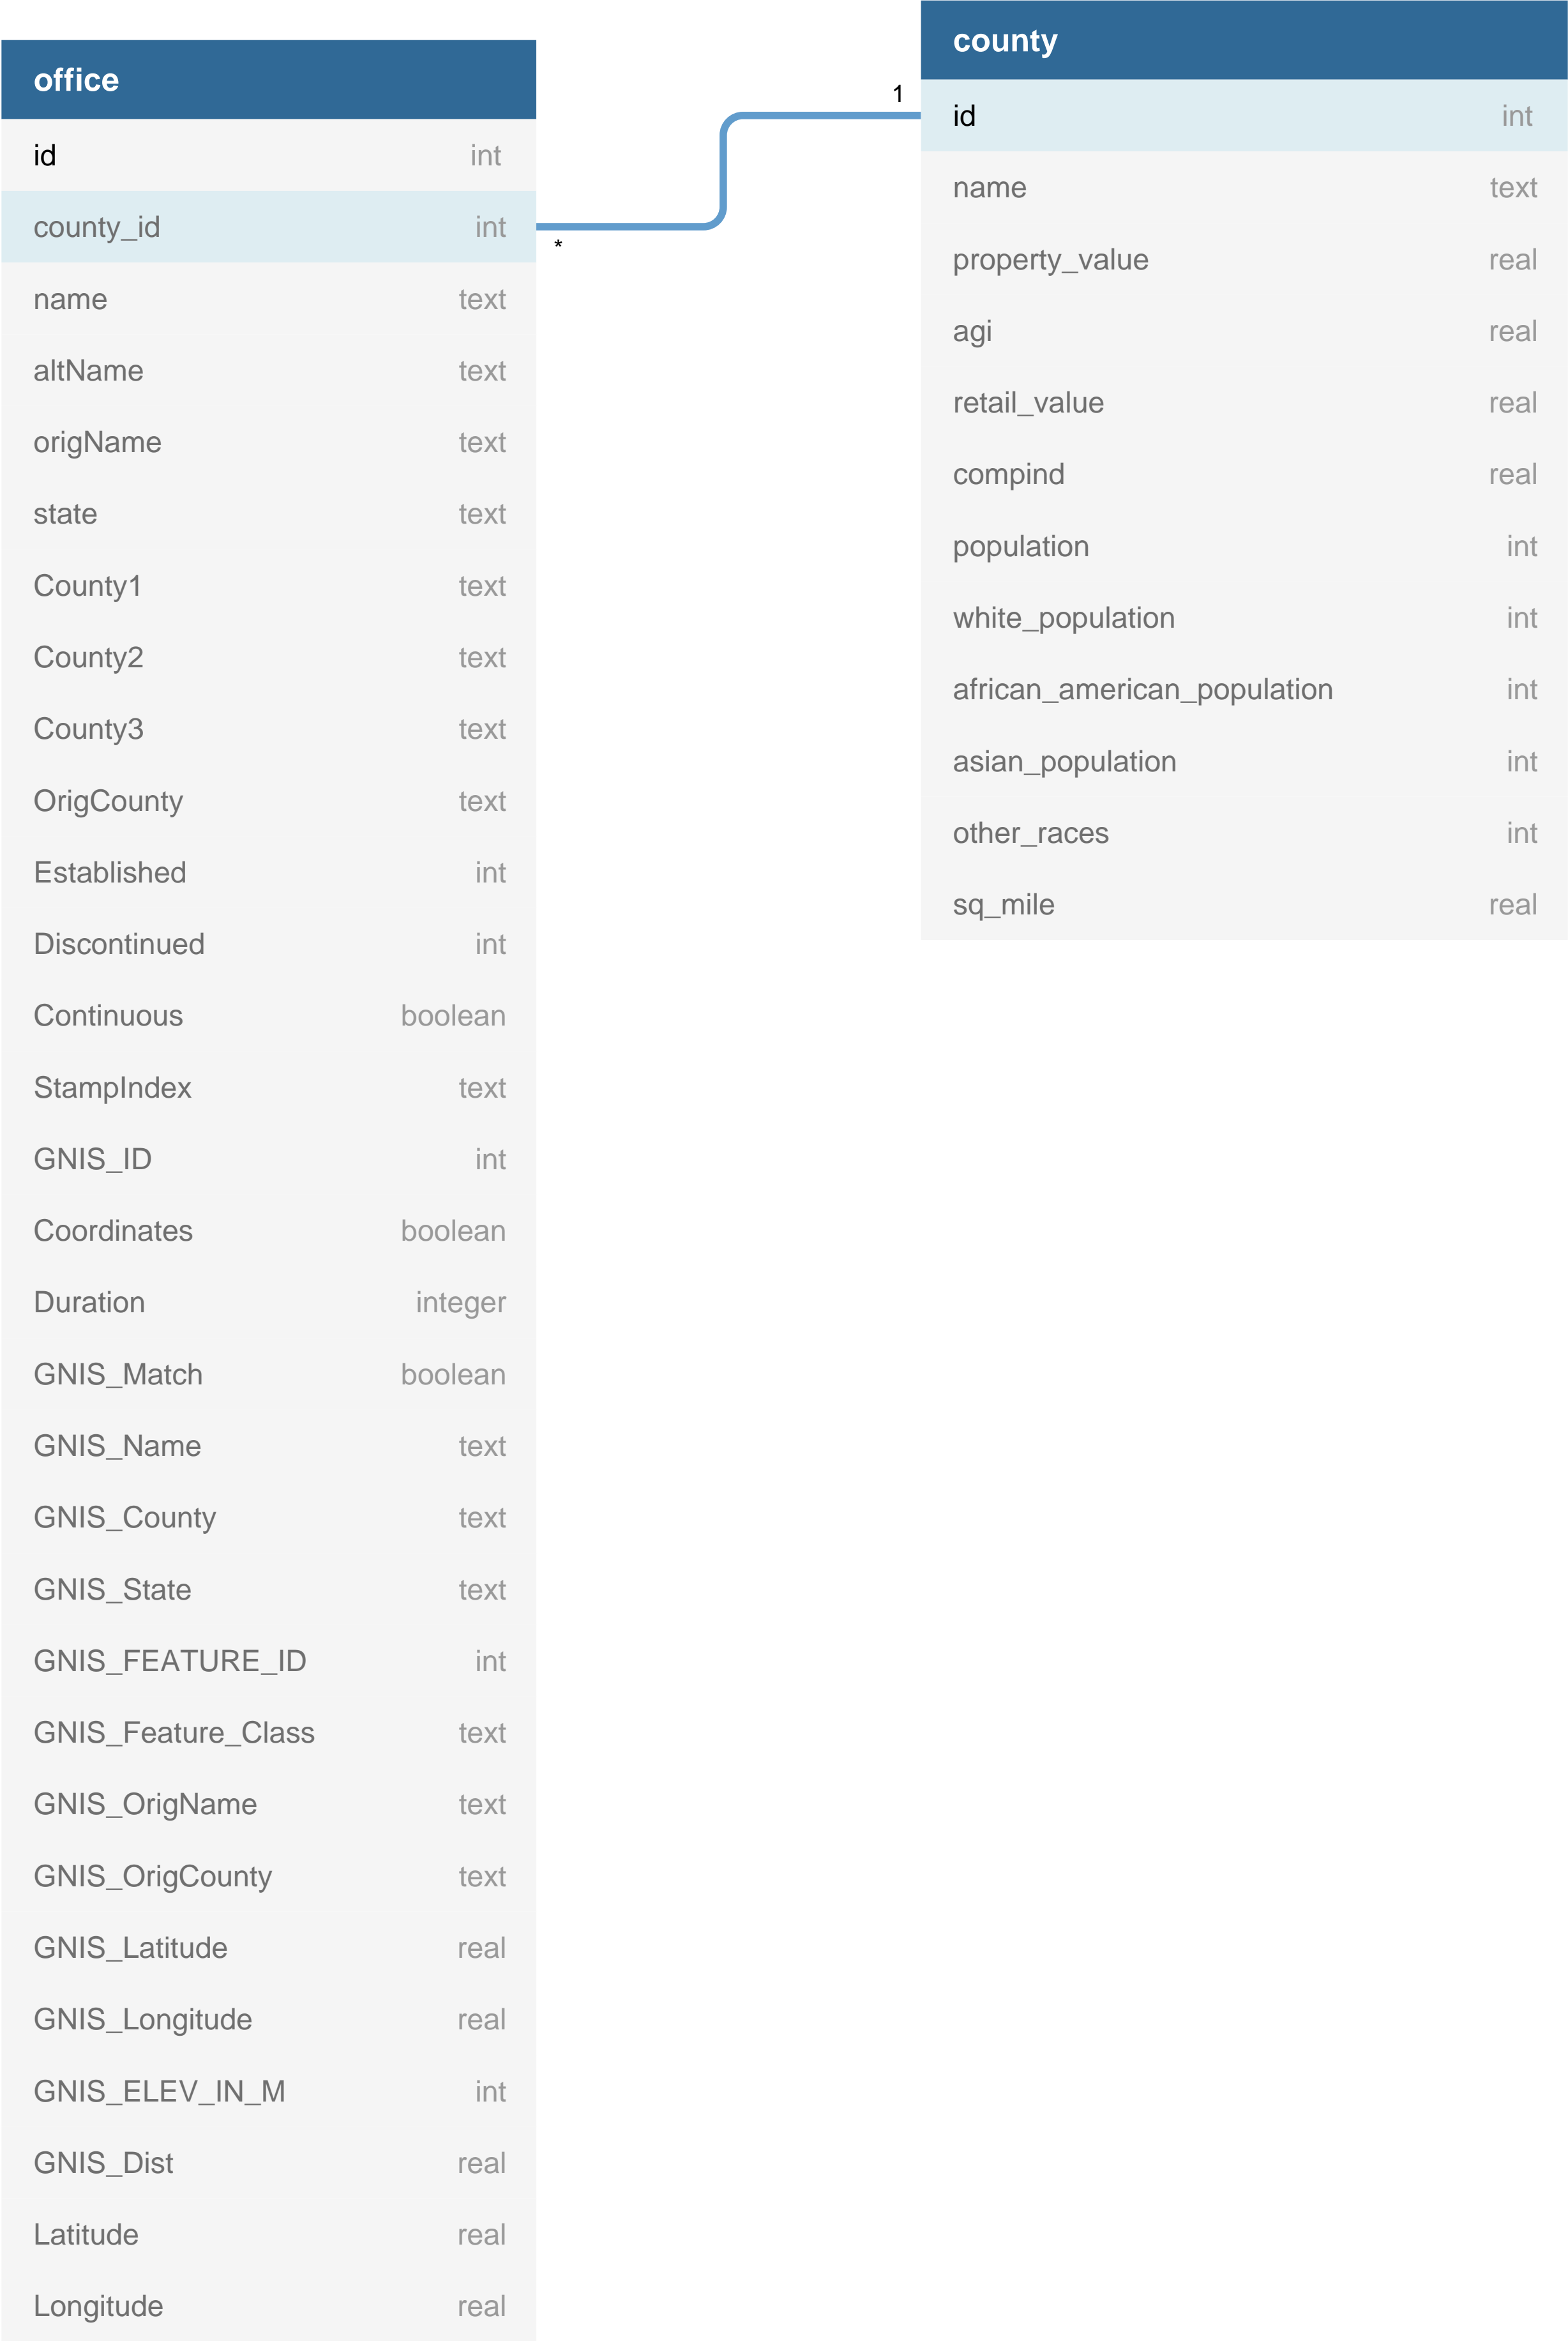 office
id int
county_id int
name text
altName text
origName text
state text
County1 text
County2 text
County3 text
OrigCounty text
Established int
Discontinued int
Continuous boolean
StampIndex text
GNIS_ID int
Coordinates boolean
Duration integer
GNIS_Match boolean
GNIS_Name text
GNIS_County text
GNIS_State text
GNIS_FEATURE_ID int
GNIS_Feature_Class text
GNIS_OrigName text
GNIS_OrigCounty text
GNIS_Latitude real
GNIS_Longitude real
GNIS_ELEV_IN_M int
GNIS_Dist real
Latitude real
Longitude real
*
1
county
id int
name text
property_value real
agi real
retail_value real
compind real
population int
white_population int
african_american_population int
asian_population int
other_races int
sq_mile real